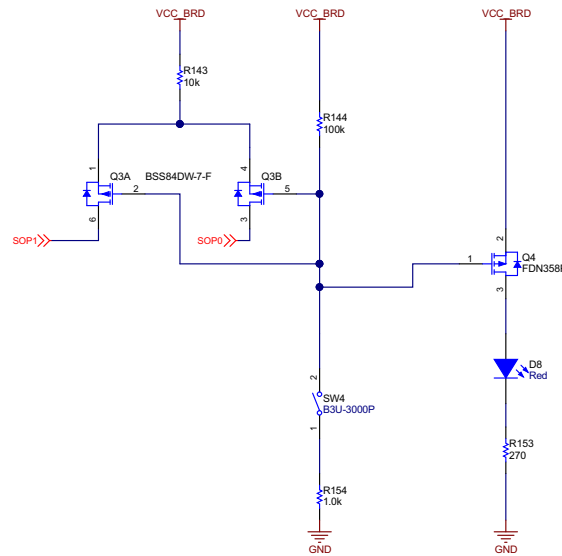 VCC_BRD
VCC_BRD
VCC_BRD
R143
10k
R144
100k
1
Q3A
BSS84DW-7-F
2
6
4
Q3B
5
3
SOP1
SOP0
2
Q4
1
FDN358P
3
D8
Red
2
SW4
B3U-3000P
1
R153
270
R154
1.0k
GND
GND